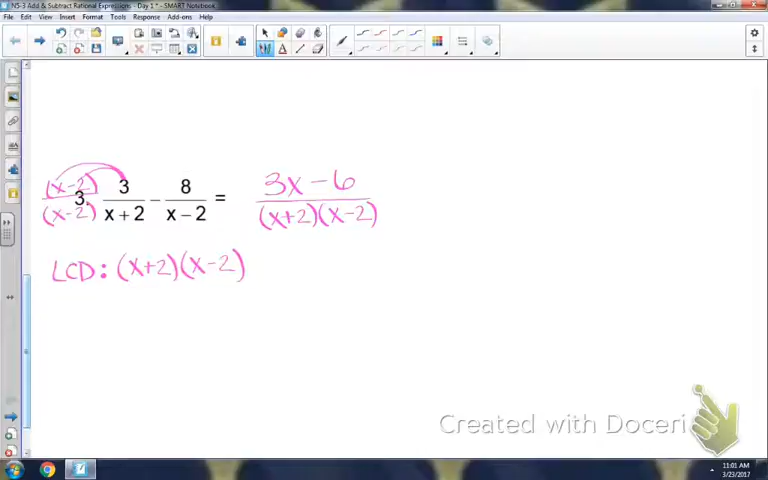 N5-3 Add & Subtract Rational Expressions - Day 1 * - SMART Notebook
File Edit View Insert Format Tools Response Add-ons Help
(x-2) 3 8 3x-6
3. — - — = —
(x-2) x + 2 x - 2 (x+2)(x-2)
LCD: (x+2)(x-2)
Created with Doceri
11:01 AM
3/23/2017